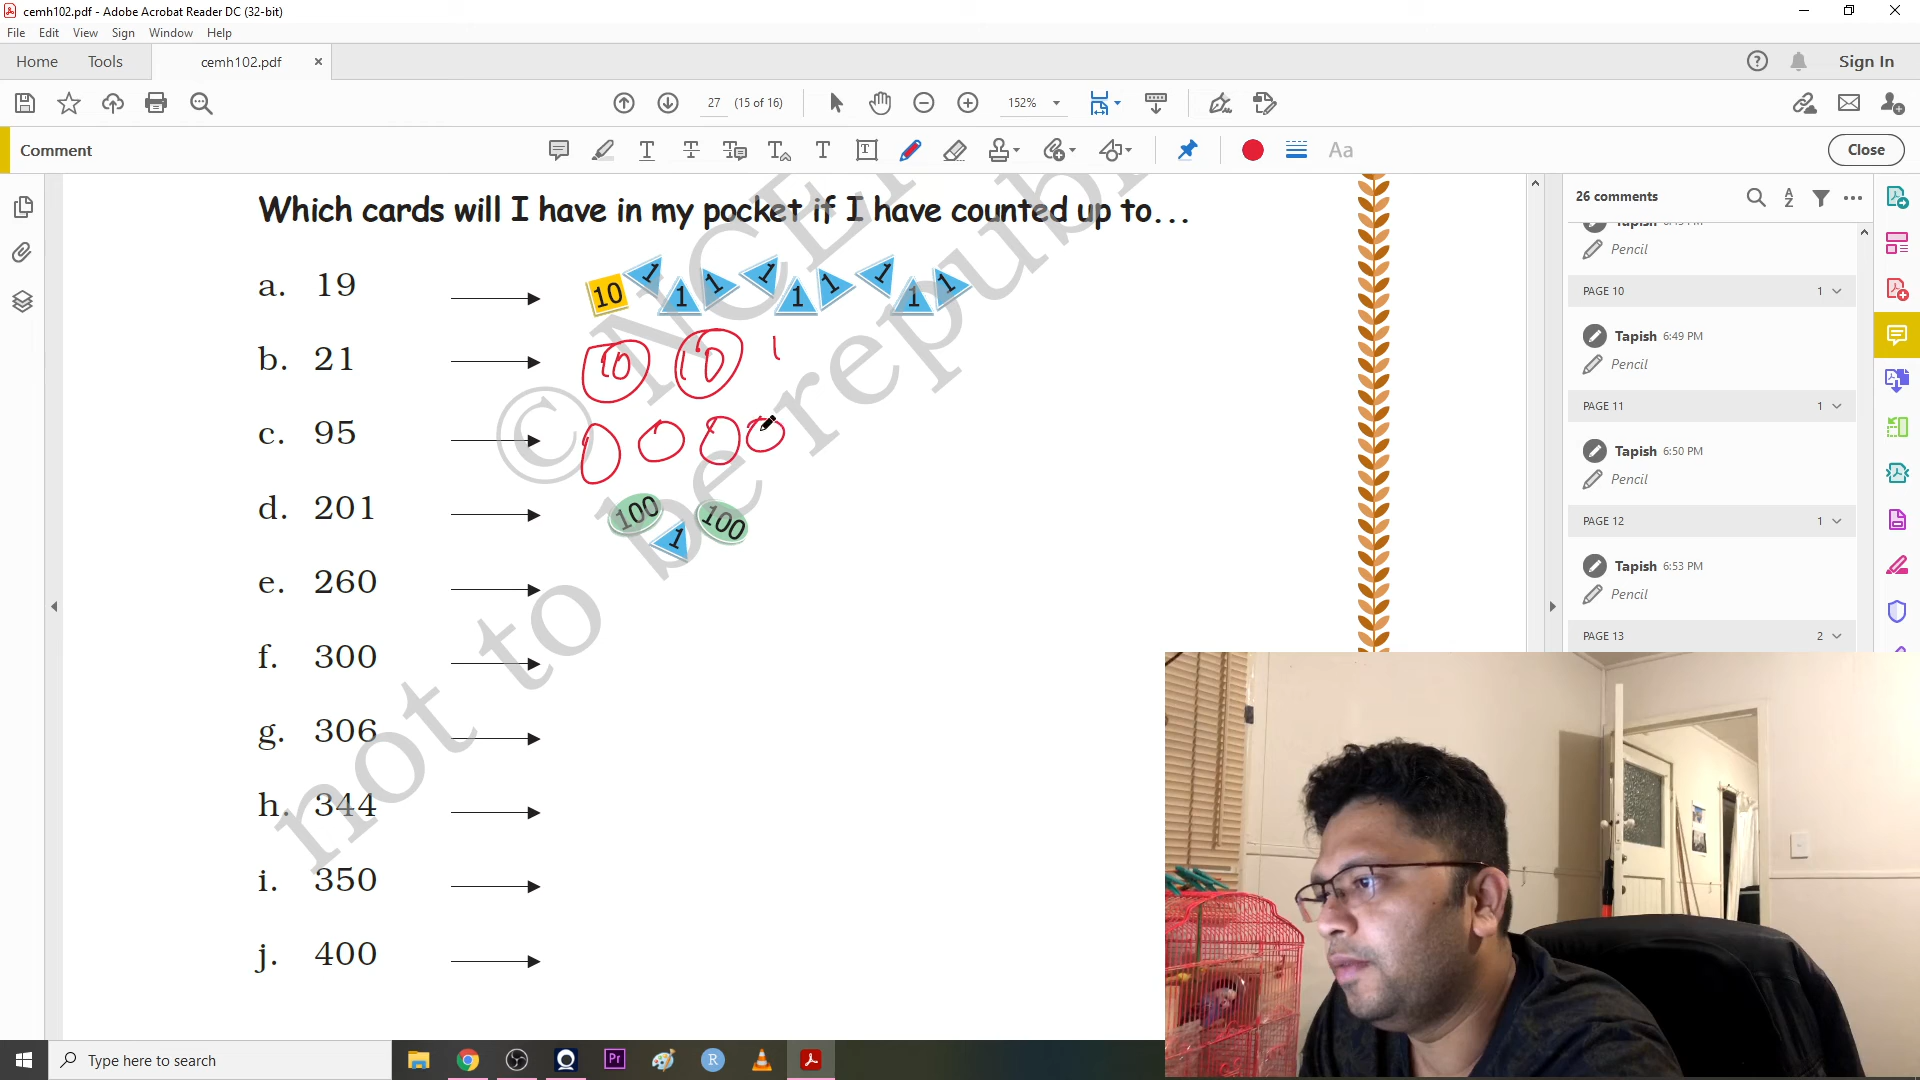 cemh102.pdf - Adobe Acrobat Reader DC (32-bit)
File Edit View Sign Window Help
Home Tools cemh102.pdf × Sign In
27 (15 of 16) 152%
Comment Aa Close
26 comments
Which cards will I have in my pocket if I have counted up to...
a. 19 10 1 1 1 1 1 1 1 1 1
b. 21 10 10 1
c. 95
d. 201 100 1 100
e. 260
f. 300
g. 306
h. 344
i. 350
j. 400
© NCER
not to be republ
Pencil
PAGE 10 1
Tapish 6:49 PM
Pencil
PAGE 11 1
Tapish 6:50 PM
Pencil
PAGE 12 1
Tapish 6:53 PM
Pencil
PAGE 13 2
Type here to search
Pr R